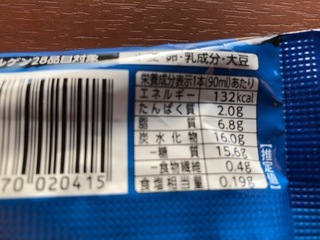 ルゲン28品目対象
卵・乳成分・大豆
栄養成分表示1本(90ml)あたり
エネルギー 132kcal
たんぱく質 2.0g
脂質 6.8g
炭水化物 16.0g
−糖質 15.6g
−食物繊維 0.4g
食塩相当量 0.19g
【推定値】
70 020415